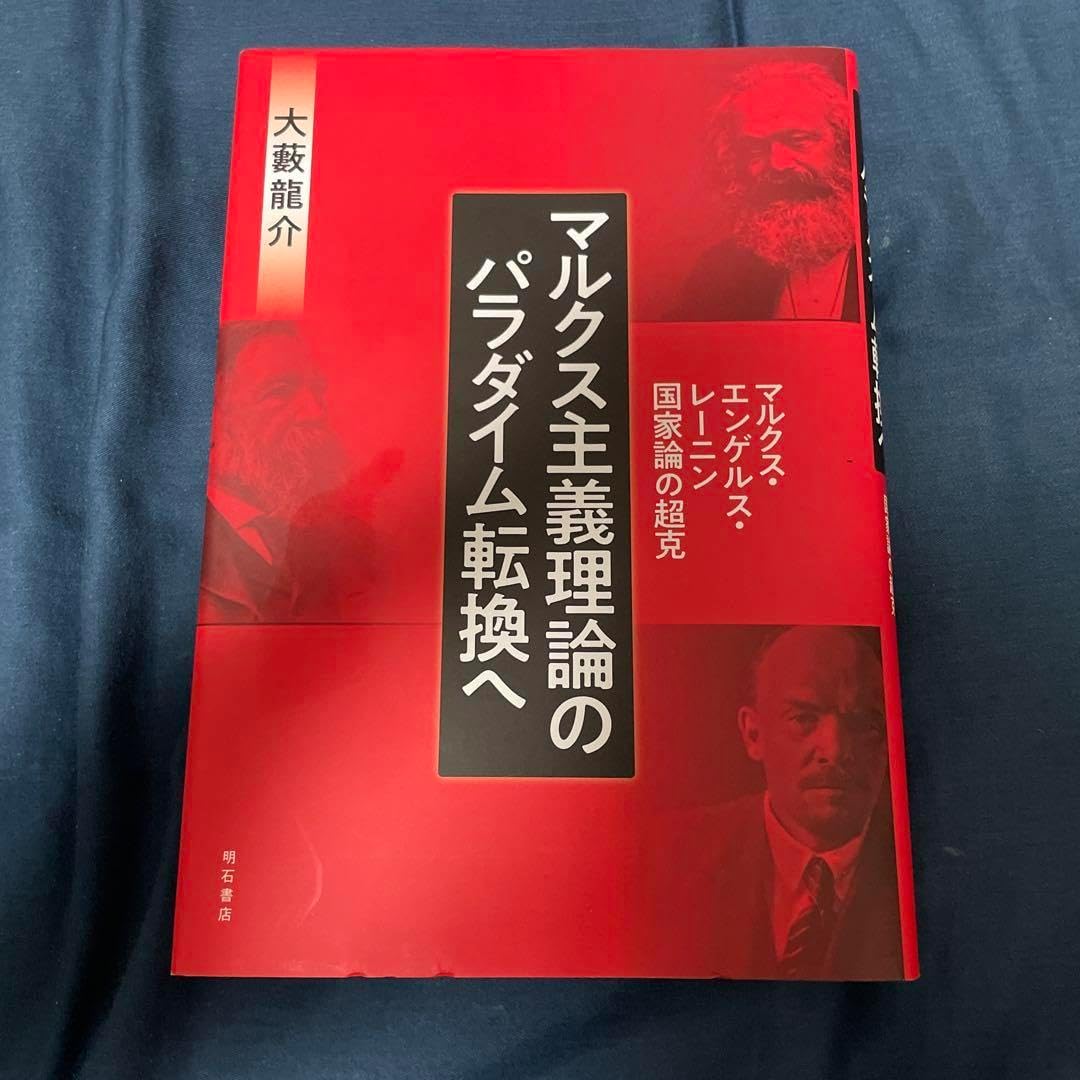 マルクス主義理論の
パラダイム転換へ
マルクス・
エンゲルス・
レーニン
国家論の超克
大藪龍介
明石書店